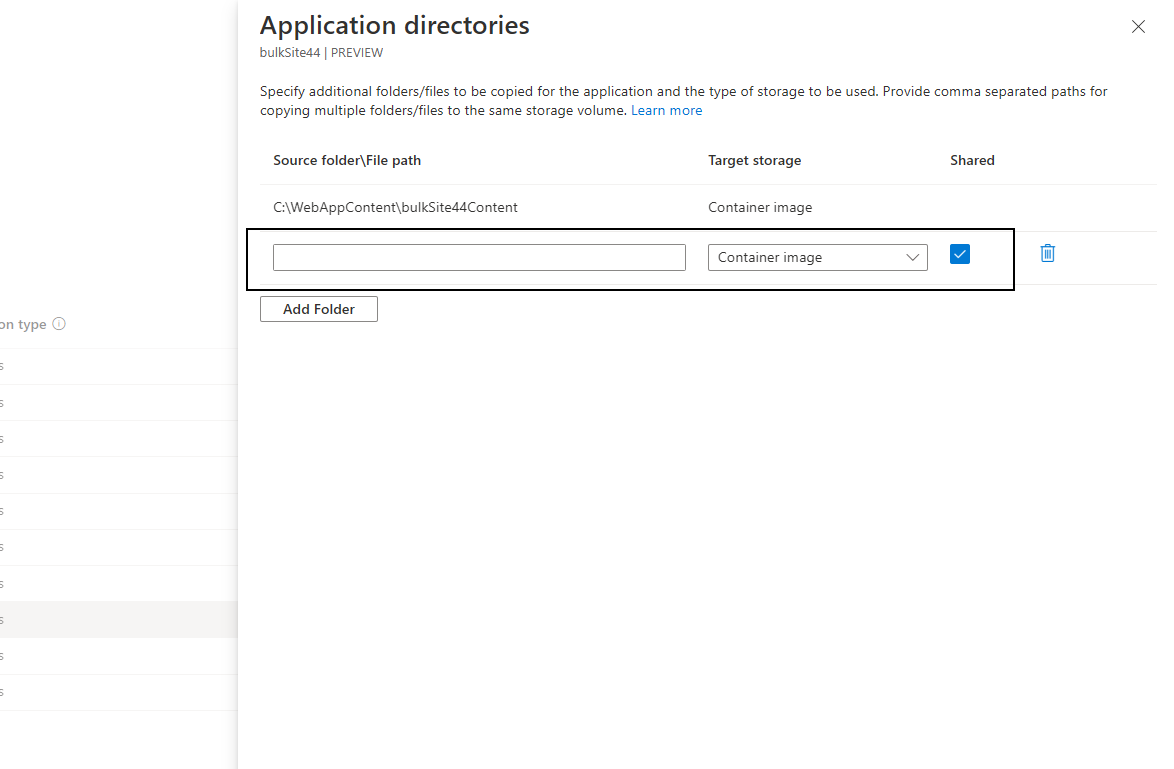 Application directories
bulkSite44 | PREVIEW
Specify additional folders/files to be copied for the application and the type of storage to be used. Provide comma separated paths for
copying multiple folders/files to the same storage volume. Learn more
Source folder\File path Target storage Shared
C:\WebAppContent\bulkSite44Content Container image
Container image
Add Folder
on type
s
s
s
s
s
s
s
s
s
s